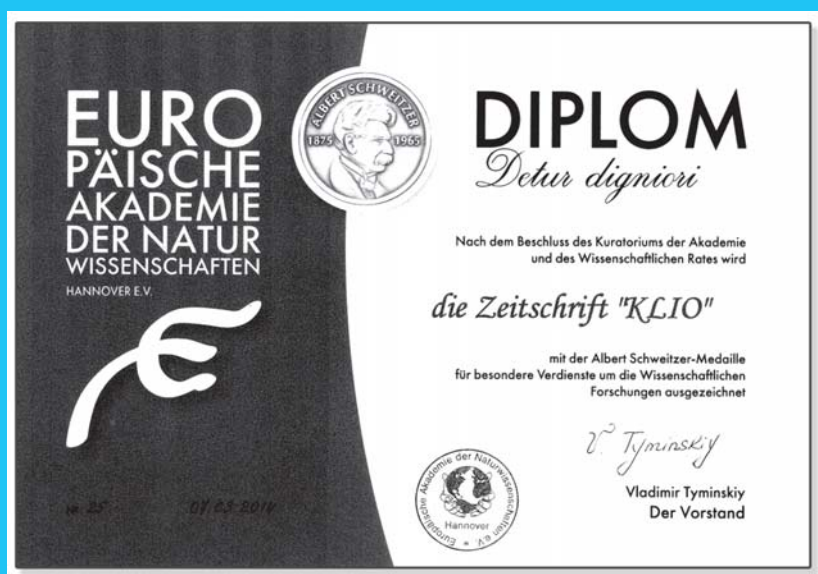 EURO
PÄISCHE
AKADEMIE
DER NATUR
WISSENSCHAFTEN
HANNOVER E.V.
ALBERT SCHWEITZER
1875 1965
DIPLOM
Detur digniori
Nach dem Beschluss des Kuratoriums der Akademie
und des Wissenschaftlichen Rates wird
die Zeitschrift "KLIO"
mit der Albert Schweitzer-Medaille
für besondere Verdienste um die Wissenschaftlichen
Forschungen ausgezeichnet
V. Tyminskiy
Vladimir Tyminskiy
Der Vorstand
Europäische Akademie der Naturwissenschaften e.V.
Hannover
№ 25